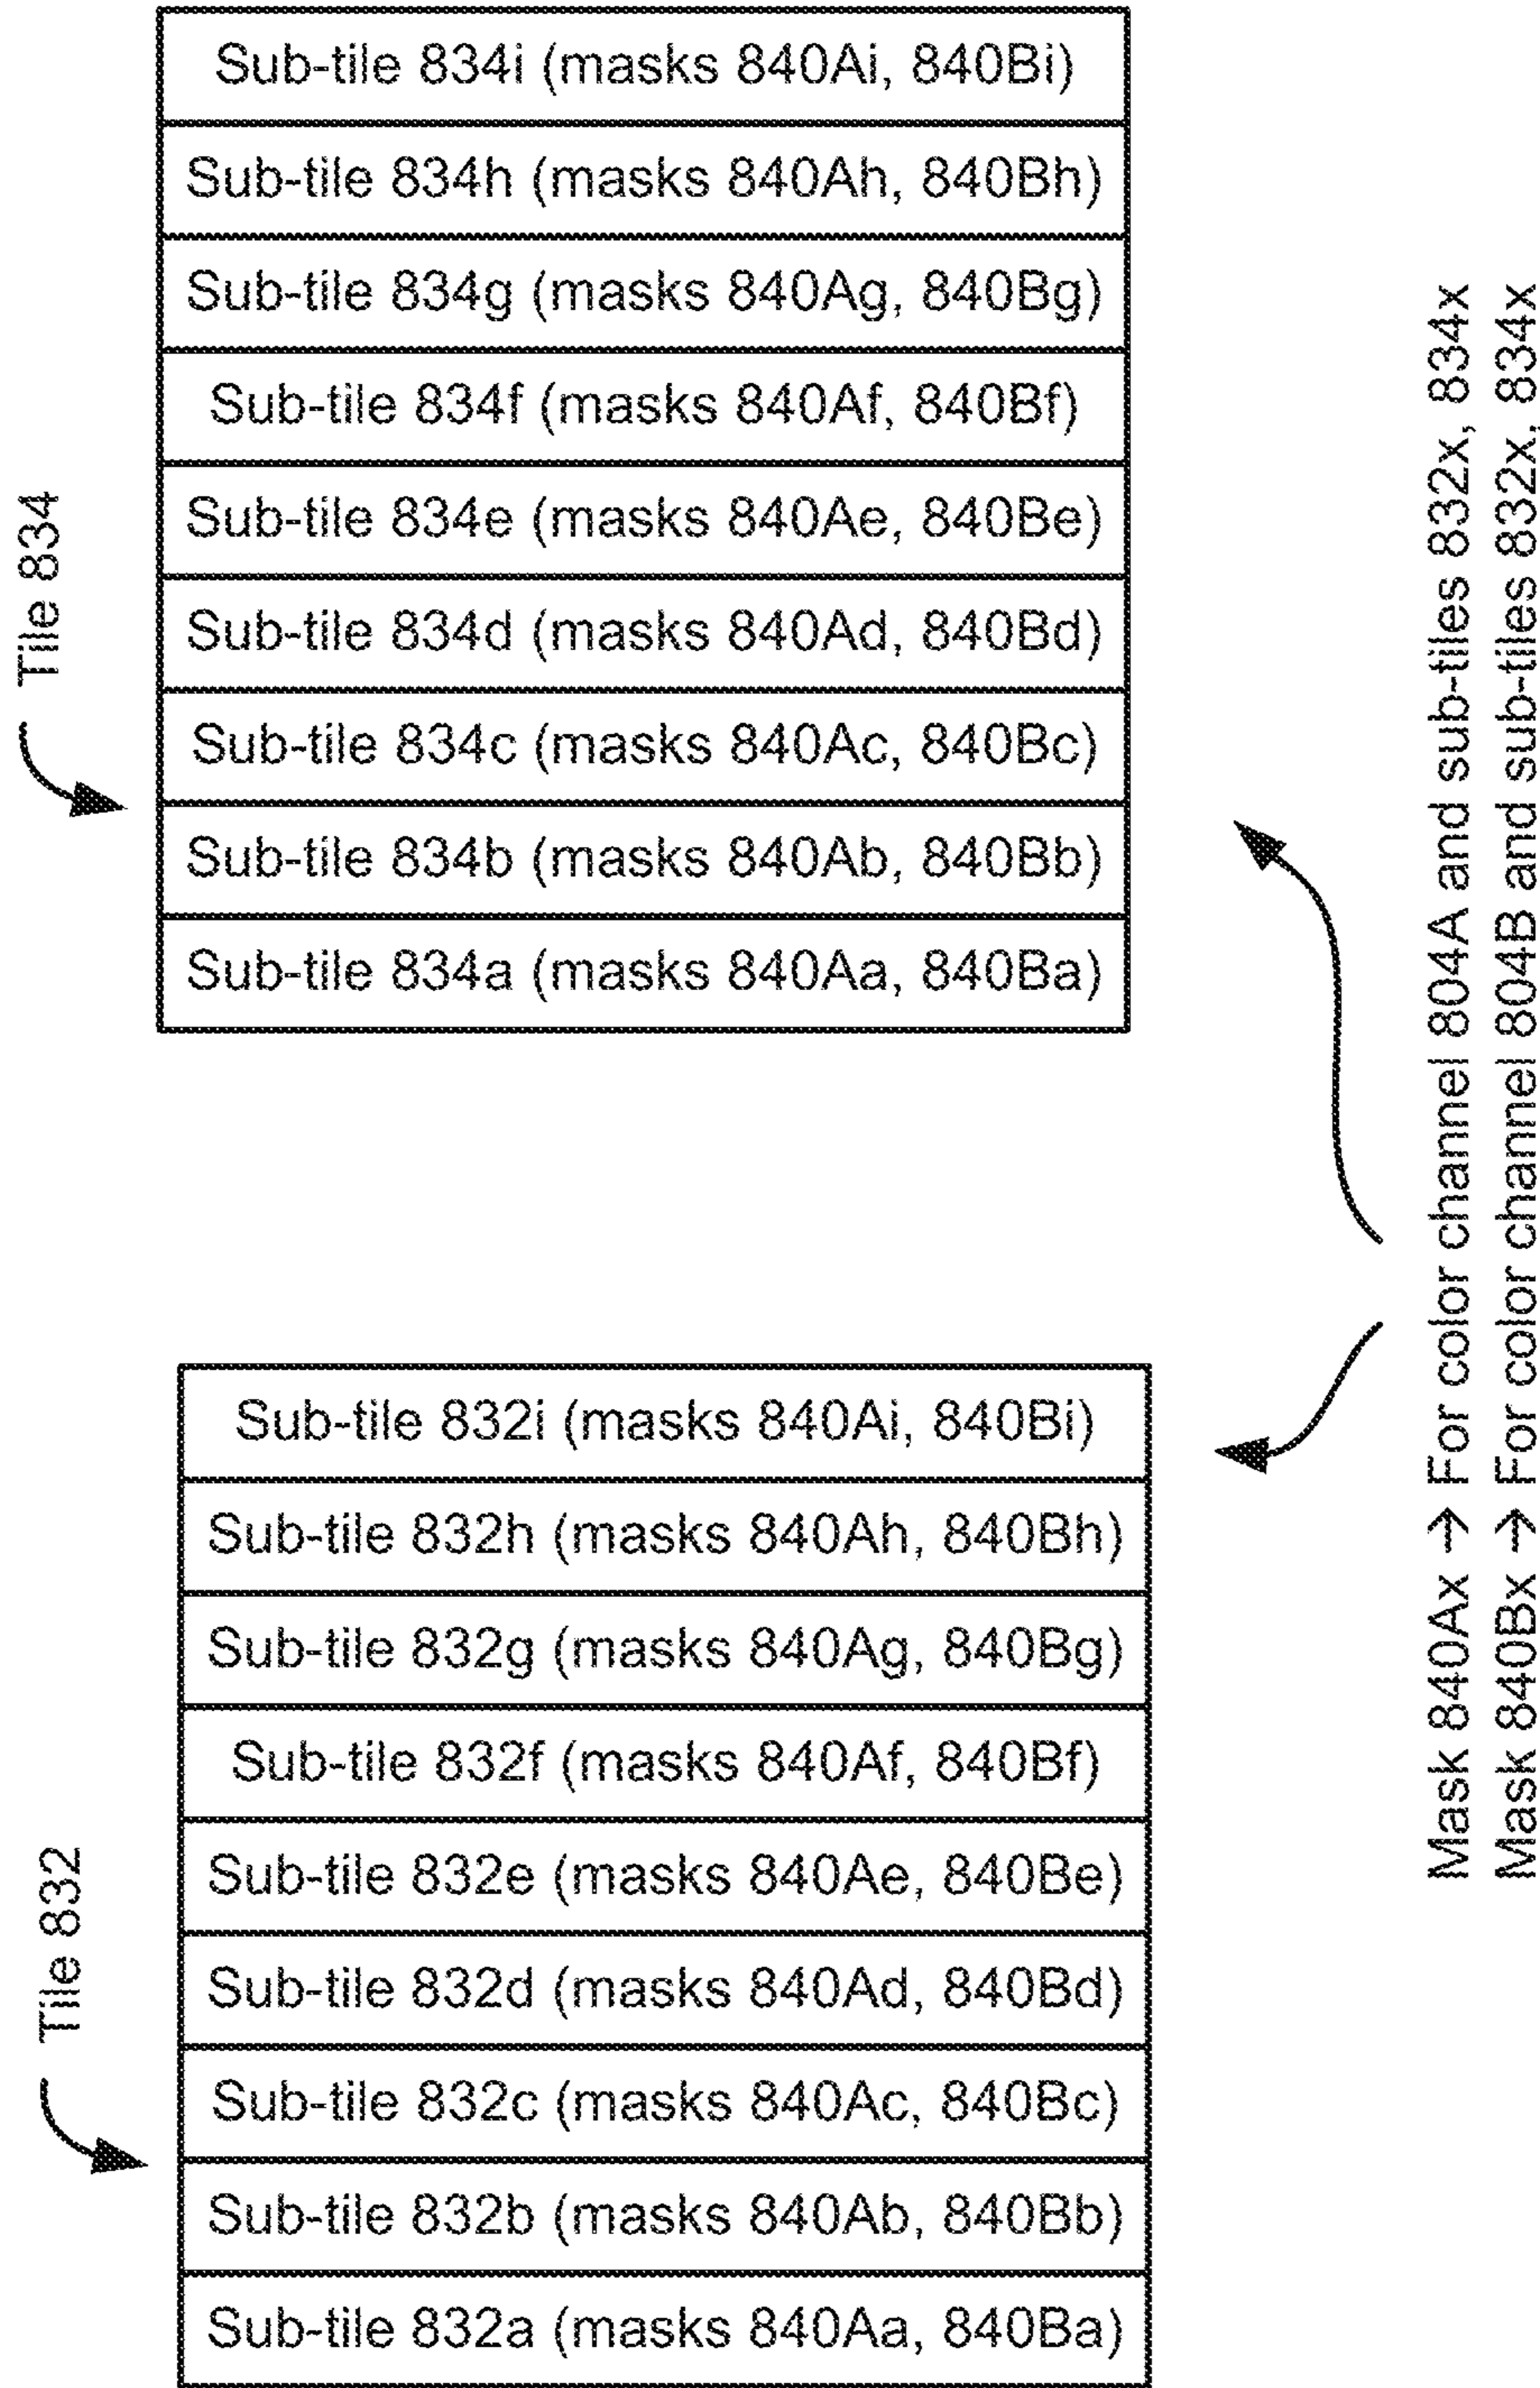 Tile 834
Sub-tile 834i (masks 840Ai, 840Bi)
Sub-tile 834h (masks 840Ah, 840Bh)
Sub-tile 834g (masks 840Ag, 840Bg)
Sub-tile 834f (masks 840Af, 840Bf)
Sub-tile 834e (masks 840Ae, 840Be)
Sub-tile 834d (masks 840Ad, 840Bd)
Sub-tile 834c (masks 840Ac, 840Bc)
Sub-tile 834b (masks 840Ab, 840Bb)
Sub-tile 834a (masks 840Aa, 840Ba)
Tile 832
Sub-tile 832i (masks 840Ai, 840Bi)
Sub-tile 832h (masks 840Ah, 840Bh)
Sub-tile 832g (masks 840Ag, 840Bg)
Sub-tile 832f (masks 840Af, 840Bf)
Sub-tile 832e (masks 840Ae, 840Be)
Sub-tile 832d (masks 840Ad, 840Bd)
Sub-tile 832c (masks 840Ac, 840Bc)
Sub-tile 832b (masks 840Ab, 840Bb)
Sub-tile 832a (masks 840Aa, 840Ba)
Mask 840Ax → For color channel 804A and sub-tiles 832x, 834x
Mask 840Bx → For color channel 804B and sub-tiles 832x, 834x